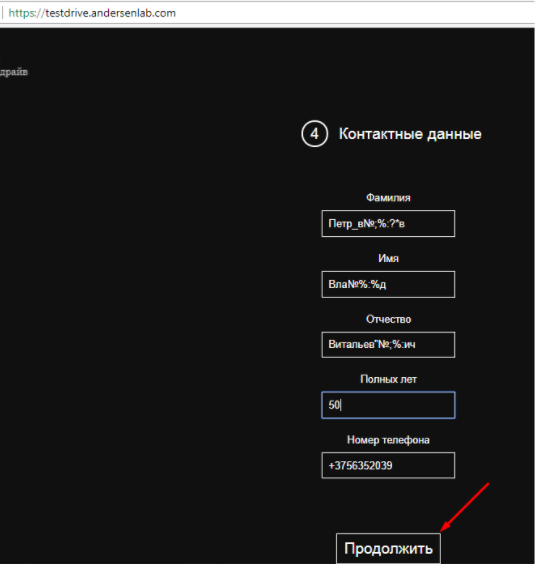 https://testdrive.andersenlab.com
драйв
4 Контактные данные
Фамилия
Петр_в№;%:?*в
Имя
Вла№%:%д
Отчество
Витальев"№;%:ич
Полных лет
50
Номер телефона
+3756352039
Продолжить